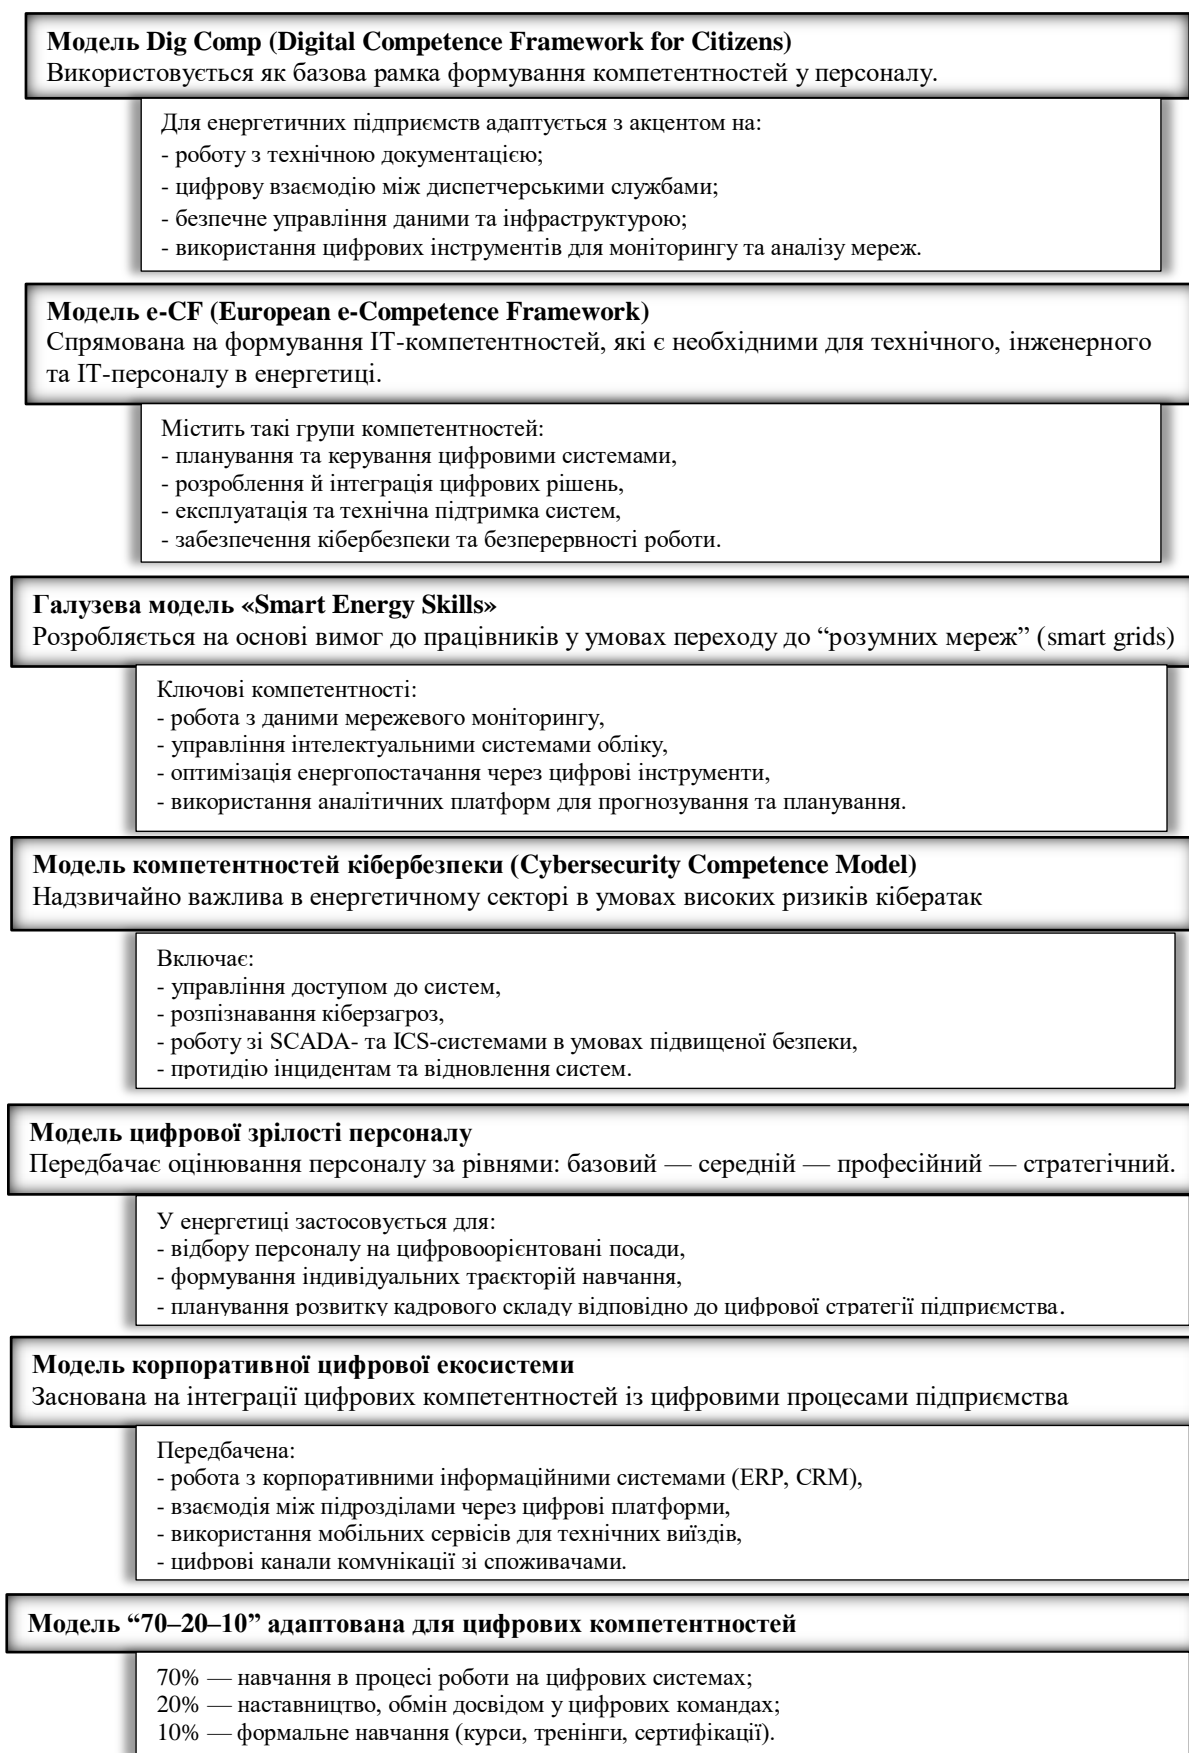 Модель Dig Comp (Digital Competence Framework for Citizens)
Використовується як базова рамка формування компетентностей у персоналу.
Для енергетичних підприємств адаптується з акцентом на:
- роботу з технічною документацією;
- цифрову взаємодію між диспетчерськими службами;
- безпечне управління даними та інфраструктурою;
- використання цифрових інструментів для моніторингу та аналізу мереж.
Модель e-CF (European e-Competence Framework)
Спрямована на формування ІТ-компетентностей, які є необхідними для технічного, інженерного
та ІТ-персоналу в енергетиці.
Містить такі групи компетентностей:
- планування та керування цифровими системами,
- розроблення й інтеграція цифрових рішень,
- експлуатація та технічна підтримка систем,
- забезпечення кібербезпеки та безперервності роботи.
Галузева модель «Smart Energy Skills»
Розробляється на основі вимог до працівників у умовах переходу до “розумних мереж” (smart grids)
Ключові компетентності:
- робота з даними мережевого моніторингу,
- управління інтелектуальними системами обліку,
- оптимізація енергопостачання через цифрові інструменти,
- використання аналітичних платформ для прогнозування та планування.
Модель компетентностей кібербезпеки (Cybersecurity Competence Model)
Надзвичайно важлива в енергетичному секторі в умовах високих ризиків кібератак
Включає:
- управління доступом до систем,
- розпізнавання кіберзагроз,
- роботу зі SCADA- та ICS-системами в умовах підвищеної безпеки,
- протидію інцидентам та відновлення систем.
Модель цифрової зрілості персоналу
Передбачає оцінювання персоналу за рівнями: базовий — середній — професійний — стратегічний.
У енергетиці застосовується для:
- відбору персоналу на цифровоорієнтовані посади,
- формування індивідуальних траєкторій навчання,
- планування розвитку кадрового складу відповідно до цифрової стратегії підприємства.
Модель корпоративної цифрової екосистеми
Заснована на інтеграції цифрових компетентностей із цифровими процесами підприємства
Передбачена:
- робота з корпоративними інформаційними системами (ERP, CRM),
- взаємодія між підрозділами через цифрові платформи,
- використання мобільних сервісів для технічних виїздів,
- цифрові канали комунікації зі споживачами.
Модель “70–20–10” адаптована для цифрових компетентностей
70% — навчання в процесі роботи на цифрових системах;
20% — наставництво, обмін досвідом у цифрових командах;
10% — формальне навчання (курси, тренінги, сертифікації).